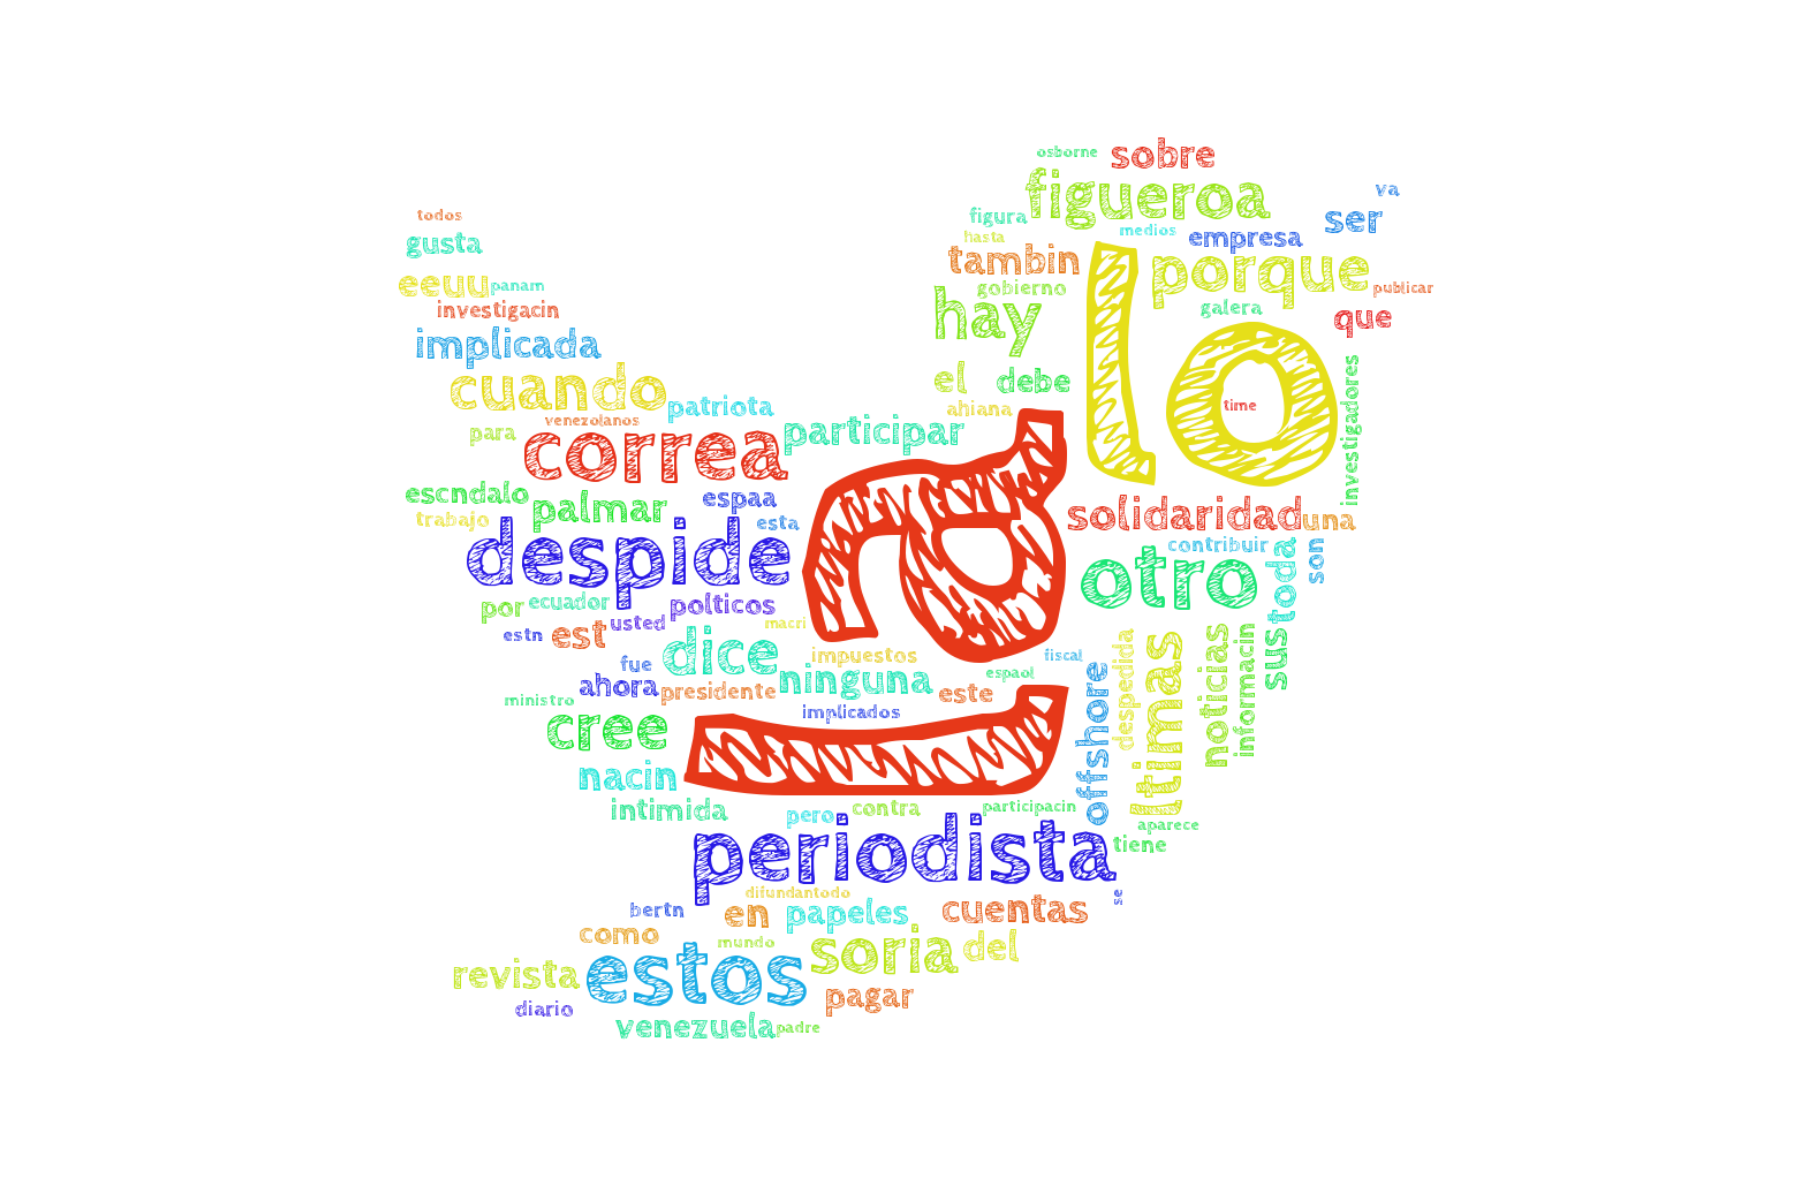 osborne
sobre
figueroa
va
todos
figura
ser
gusta
hasta
medios
empresa
tambin
porque
eeuu
panam
gobierno
publicar
investigacin
hay
galera
que
implicada
lo
el
debe
cuando
patriota
ahiana
time
investigadores
venezolanos
para
correa
participar
la
escndalo
palmar
espaa
solidaridad
una
trabajo
esta
despide
contribuir
son
otro
toda
por
ecuador
polticos
estn
est
usted
macri
dice
impuestos
fiscal
fue
ahora
presidente
ninguna
espaol
este
offshore
despedida
ltimas
noticias
informacin
sus
ministro
implicados
cree
nacin
intimida
pero
contra
participacin
aparece
tiene
periodista
difundantodo
se
bertn
en
papeles
cuentas
como
mundo
soria
del
revista
estos
diario
pagar
venezuela
padre